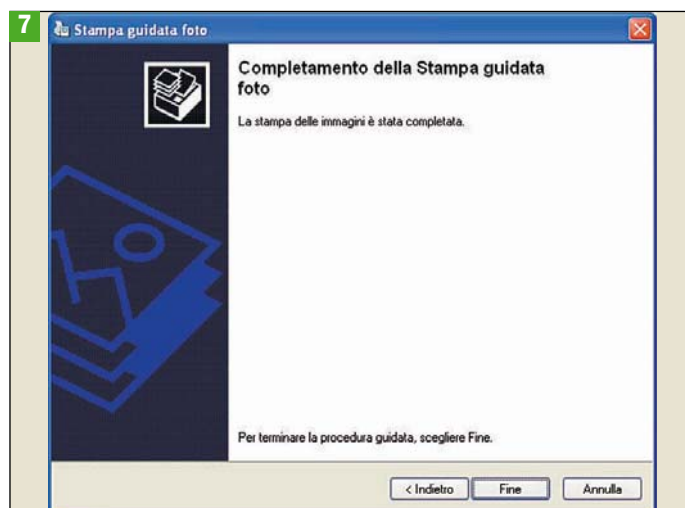 7
Stampa guidata foto
Completamento della Stampa guidata
foto
La stampa delle immagini è stata completata.
Per terminare la procedura guidata, scegliere Fine.
< Indietro
Fine
Annulla